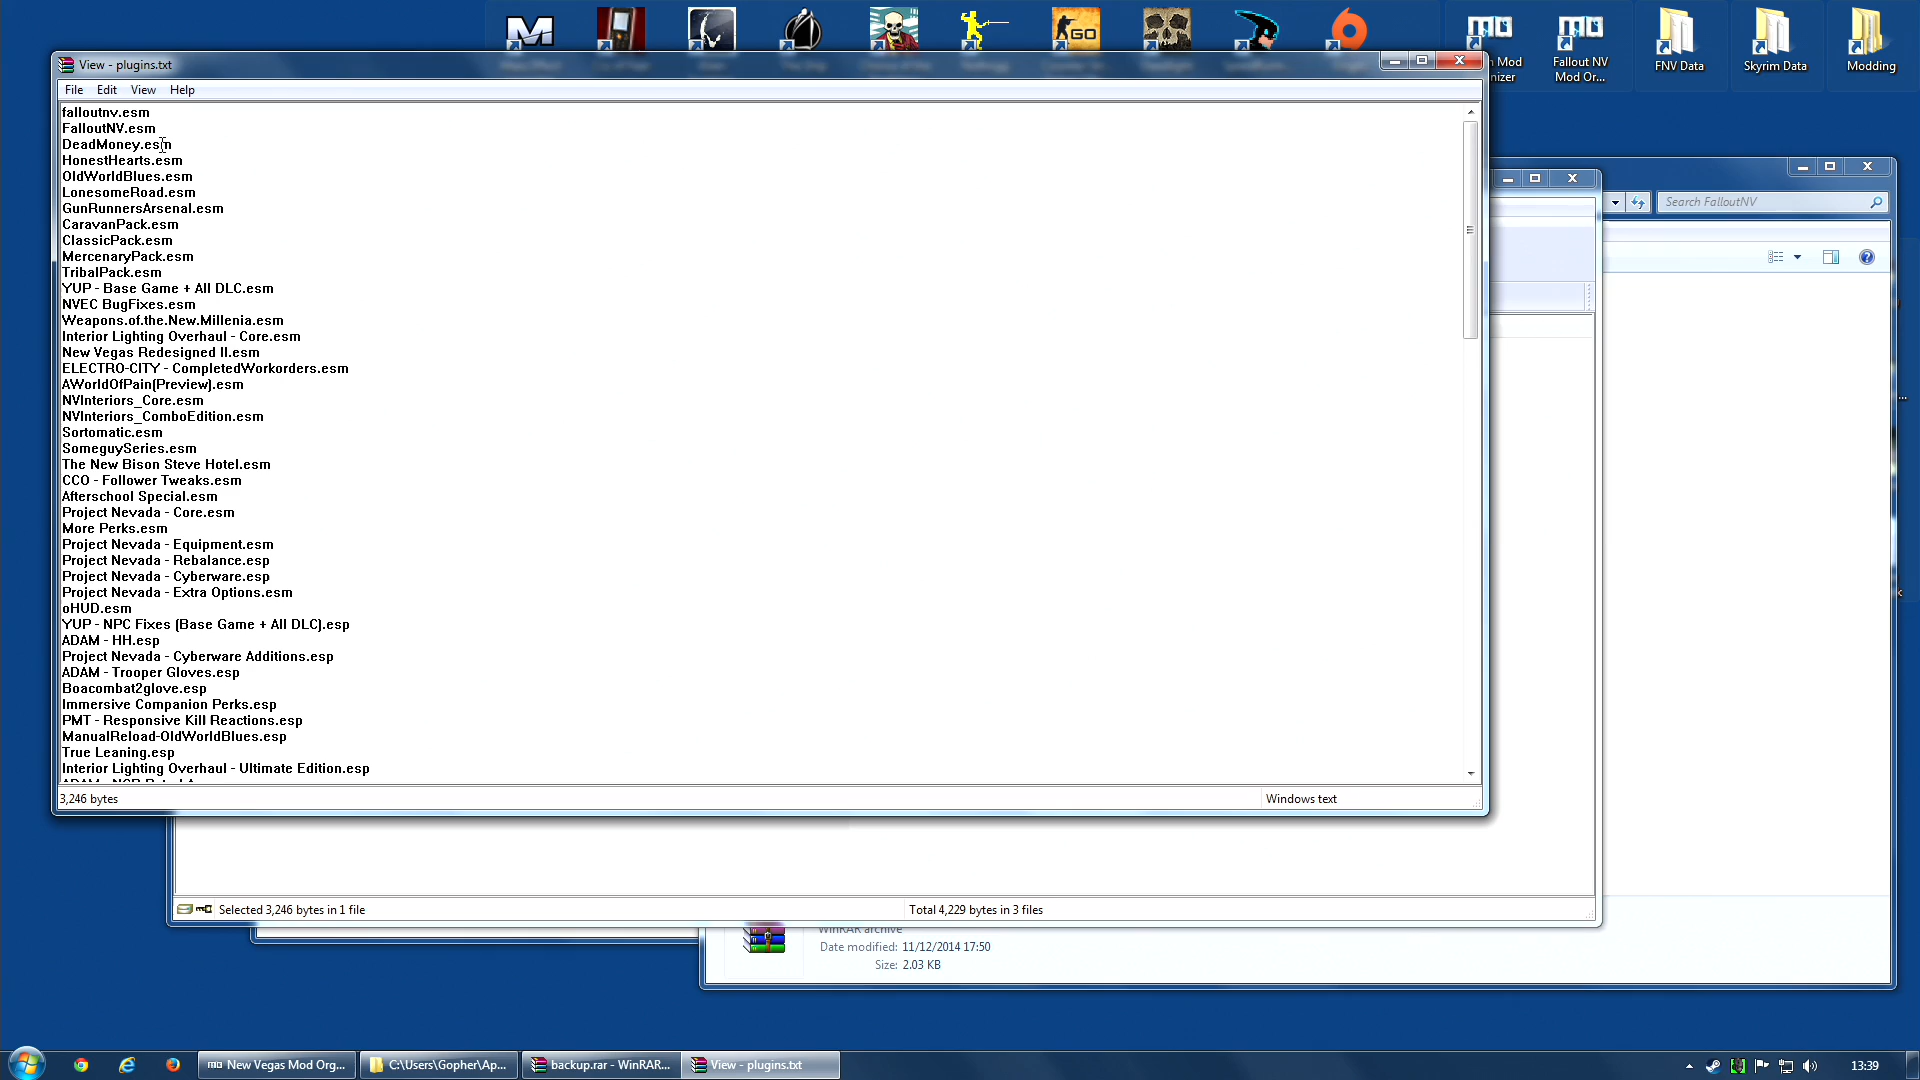 GO
n Mod
nizer
Fallout NV
Mod Or...
FNV Data
Skyrim Data
Modding
View - plugins.txt
File Edit View Help
falloutnv.esm
FalloutNV.esm
DeadMoney.esm
HonestHearts.esm
OldWorldBlues.esm
LonesomeRoad.esm
GunRunnersArsenal.esm
CaravanPack.esm
ClassicPack.esm
MercenaryPack.esm
TribalPack.esm
YUP - Base Game + All DLC.esm
NVEC BugFixes.esm
Weapons.of.the.New.Millenia.esm
Interior Lighting Overhaul - Core.esm
New Vegas Redesigned II.esm
ELECTRO-CITY - CompletedWorkorders.esm
AWorldOfPain(Preview).esm
NVInteriors_Core.esm
NVInteriors_ComboEdition.esm
Sortomatic.esm
SomeguySeries.esm
The New Bison Steve Hotel.esm
CCO - Follower Tweaks.esm
Afterschool Special.esm
Project Nevada - Core.esm
More Perks.esm
Project Nevada - Equipment.esm
Project Nevada - Rebalance.esp
Project Nevada - Cyberware.esp
Project Nevada - Extra Options.esm
oHUD.esm
YUP - NPC Fixes (Base Game + All DLC).esp
ADAM - HH.esp
Project Nevada - Cyberware Additions.esp
ADAM - Trooper Gloves.esp
Boacombat2glove.esp
Immersive Companion Perks.esp
PMT - Responsive Kill Reactions.esp
ManualReload-OldWorldBlues.esp
True Leaning.esp
Interior Lighting Overhaul - Ultimate Edition.esp
3,246 bytes
Windows text
Search FalloutNV
Selected 3,246 bytes in 1 file
Total 4,229 bytes in 3 files
WinRAR archive
Date modified: 11/12/2014 17:50
Size: 2.03 KB
New Vegas Mod Org...
C:\Users\Gopher\Ap...
backup.rar - WinRAR...
View - plugins.txt
13:39